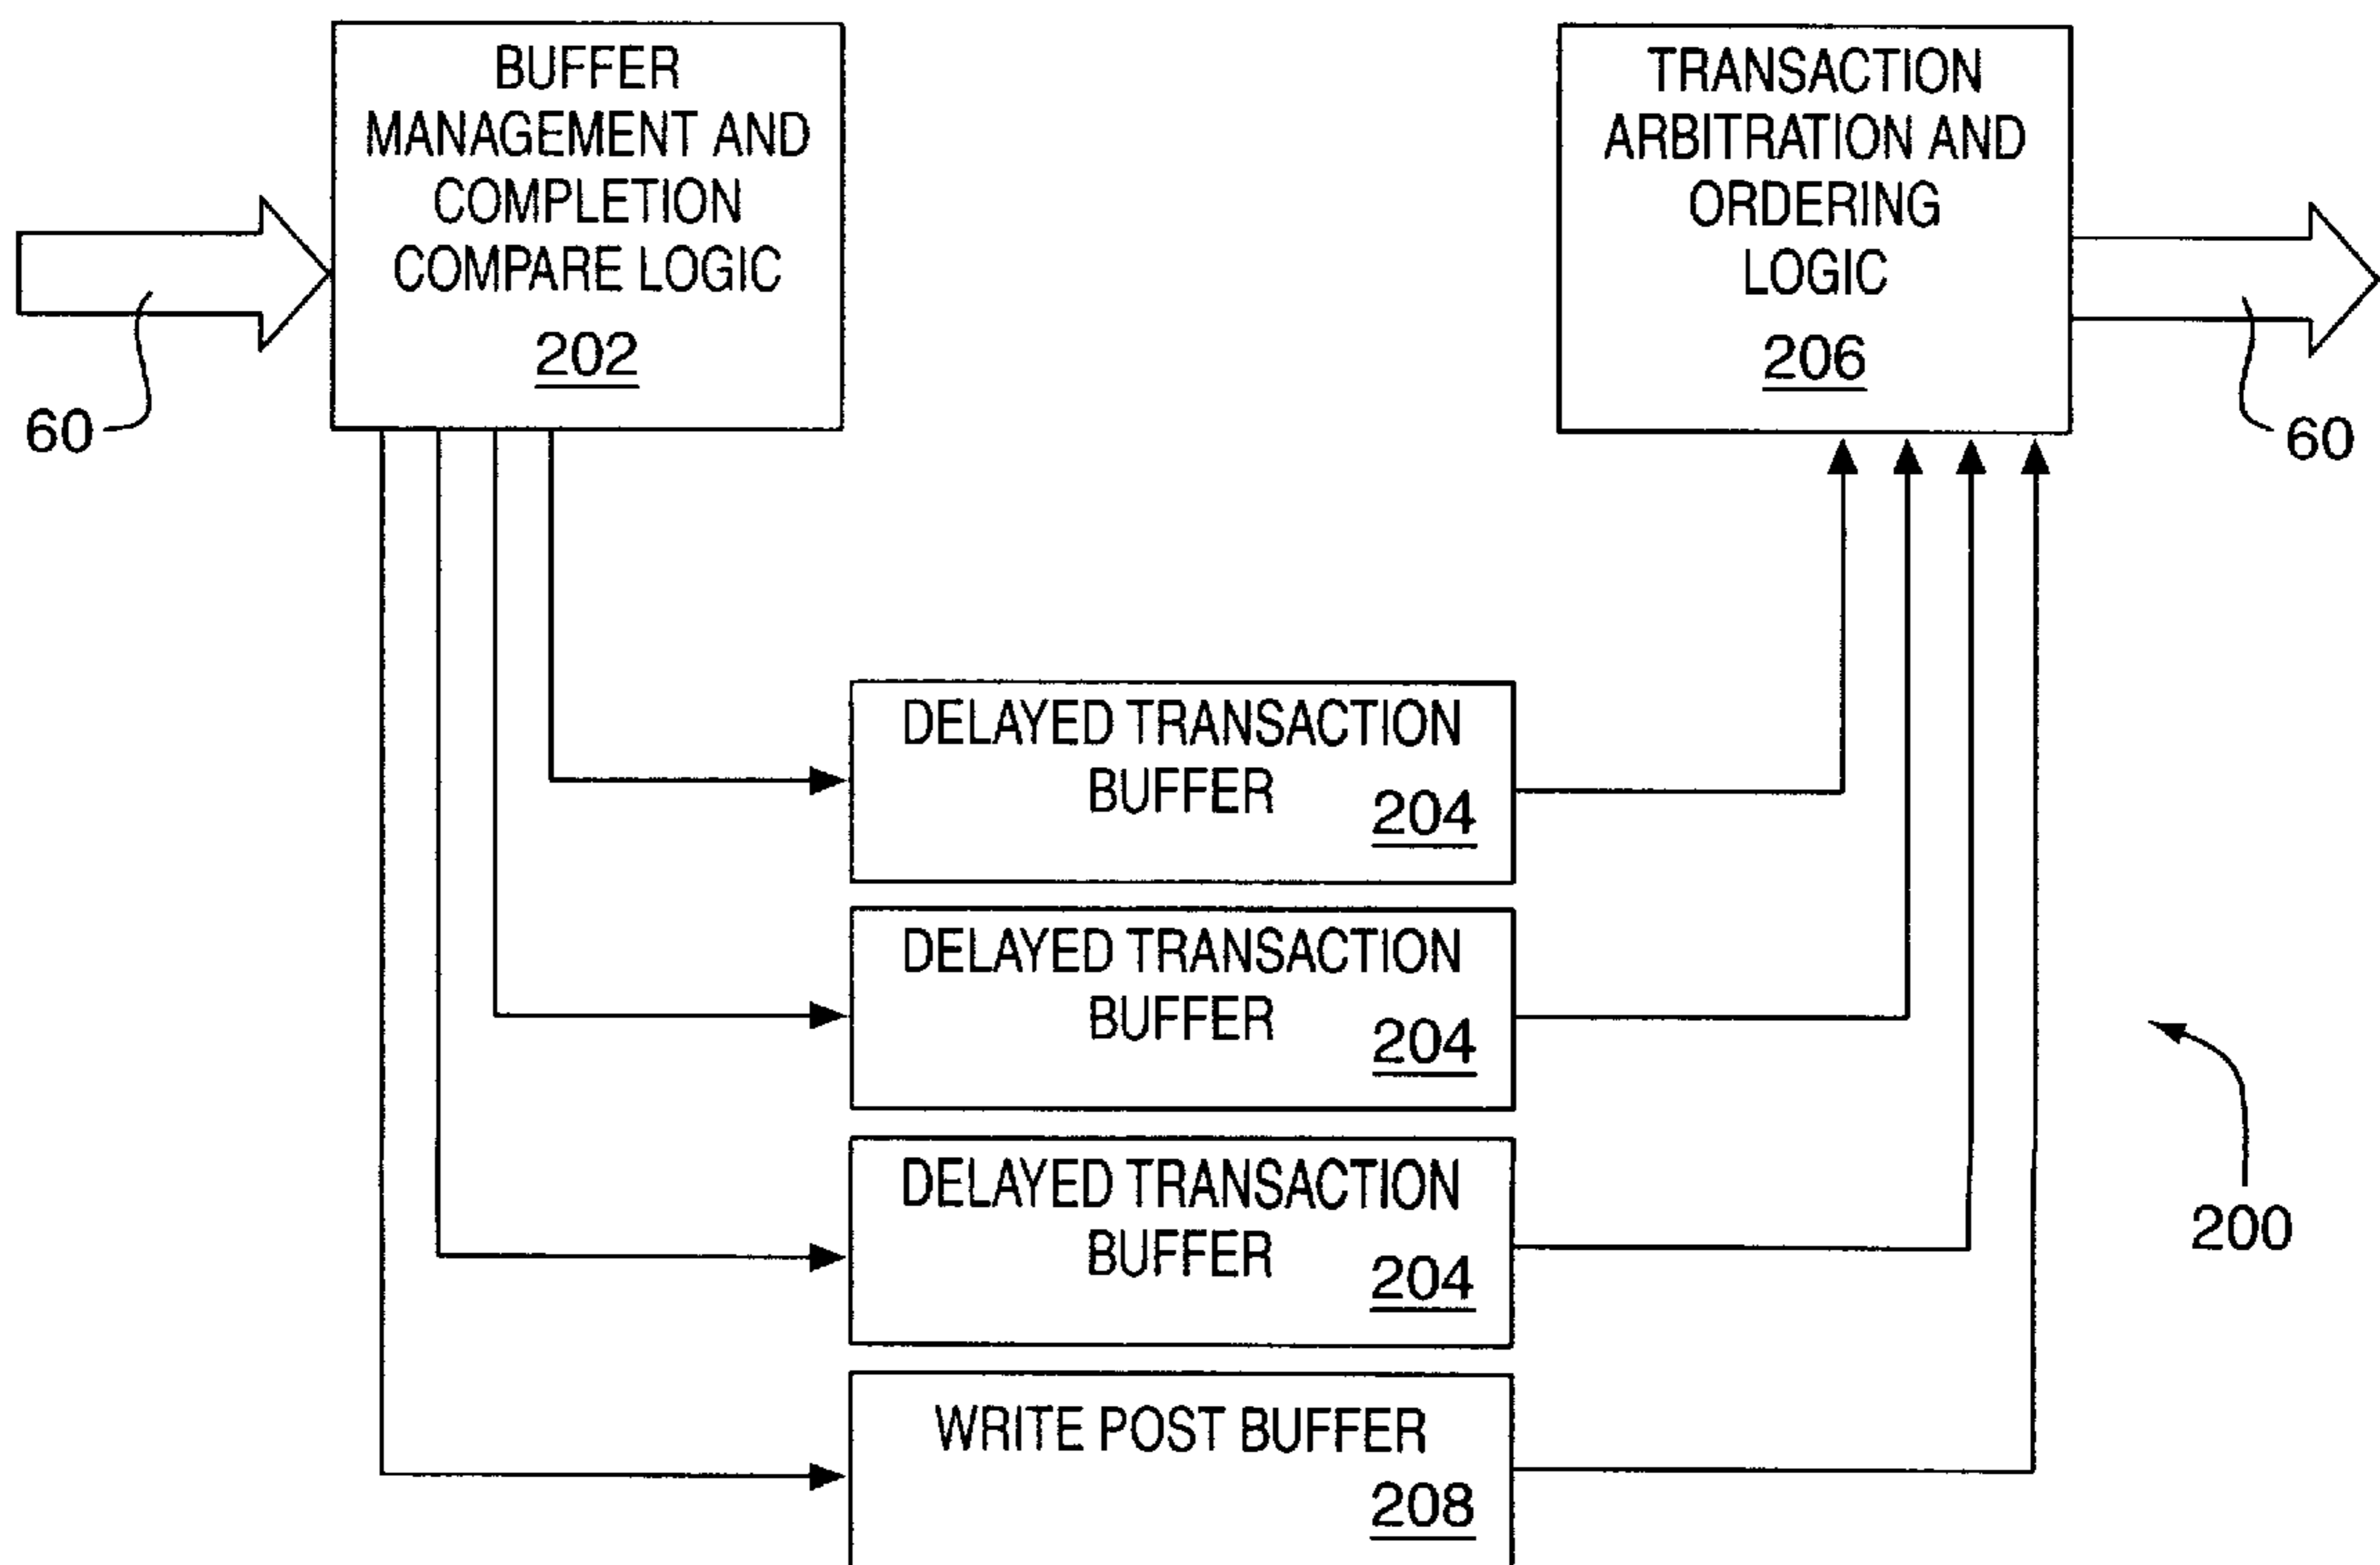 BUFFER
MANAGEMENT AND
COMPLETION
COMPARE LOGIC
202
60
TRANSACTION
ARBITRATION AND
ORDERING
LOGIC
206
60
DELAYED TRANSACTION
BUFFER
204
DELAYED TRANSACTION
BUFFER
204
DELAYED TRANSACTION
BUFFER
204
WRITE POST BUFFER
208
200